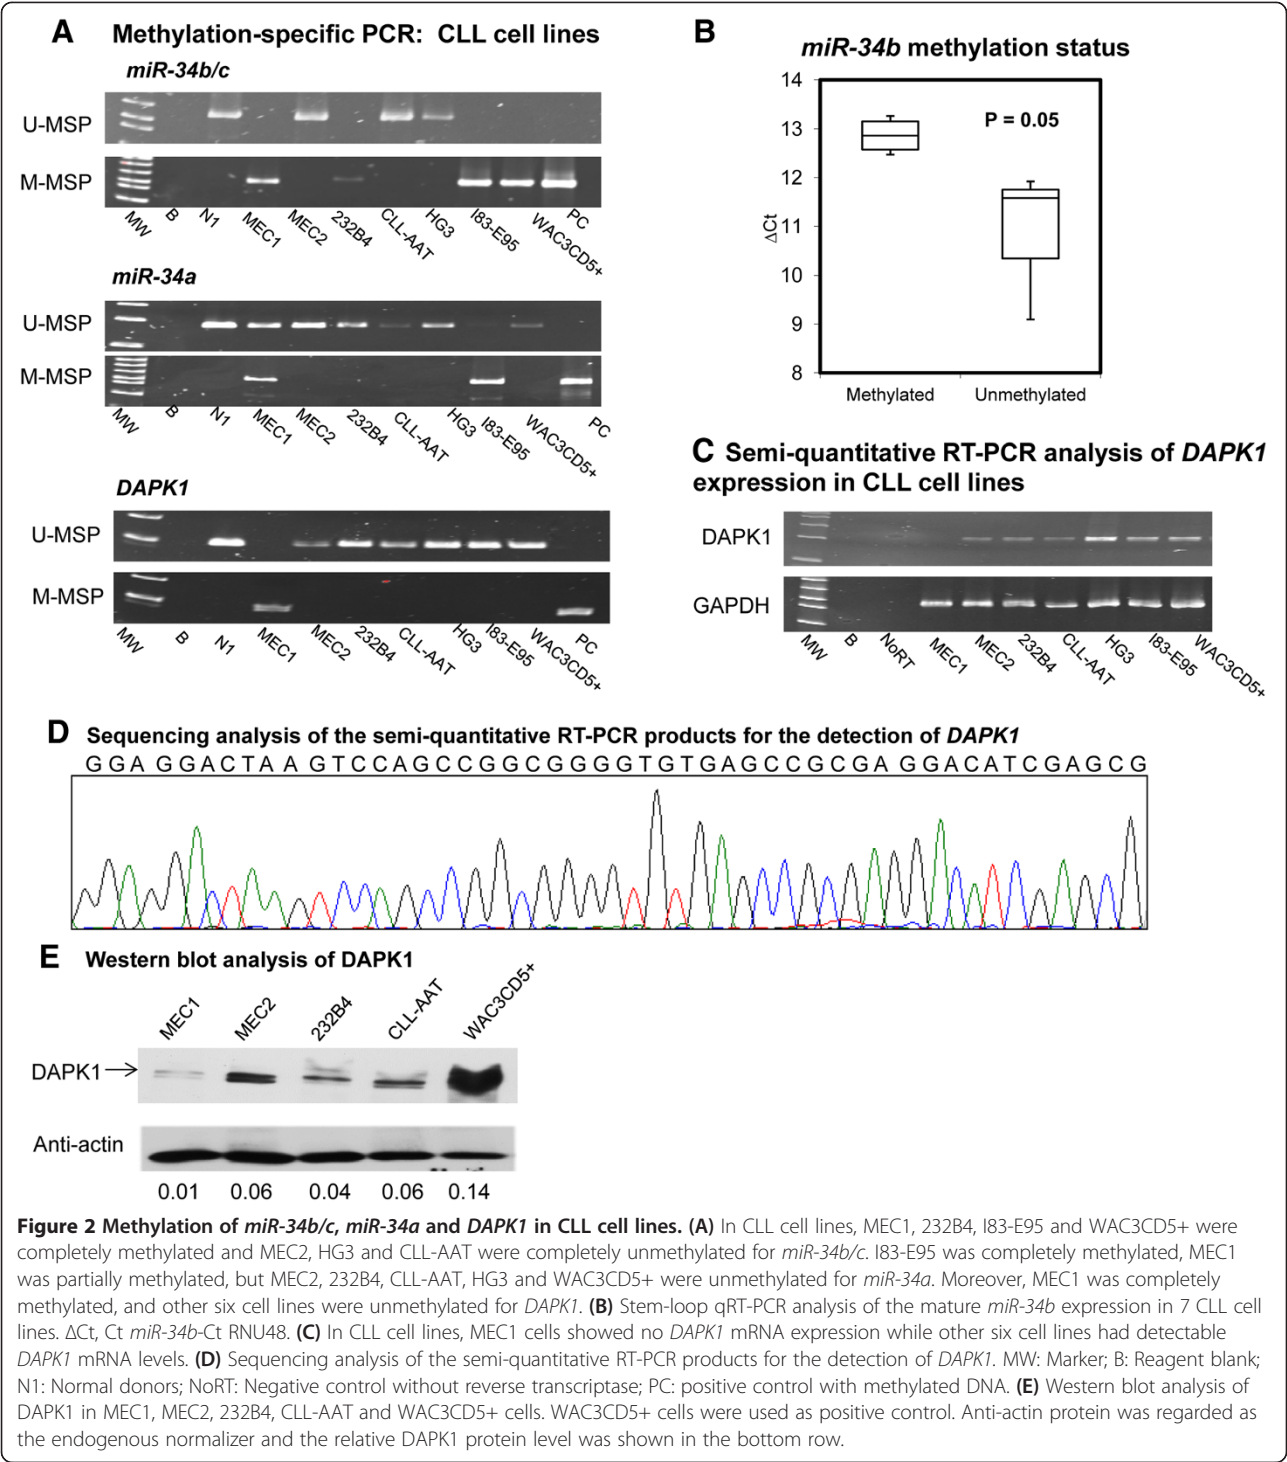 A Methylation-specific PCR: CLL cell lines
miR-34b/c
U-MSP
M-MSP
MW B N1 MEC1 MEC2 232B4 CLL-AAT HG3 I83-E95 WAC3CD5+ PC
miR-34a
U-MSP
M-MSP
MW B N1 MEC1 MEC2 232B4 CLL-AAT HG3 I83-E95 WAC3CD5+ PC
DAPK1
U-MSP
M-MSP
MW B N1 MEC1 MEC2 232B4 CLL-AAT HG3 I83-E95 WAC3CD5+ PC
B miR-34b methylation status
14
13
12
11
10
9
8
ΔCt
P = 0.05
Methylated Unmethylated
C Semi-quantitative RT-PCR analysis of DAPK1
expression in CLL cell lines
DAPK1
GAPDH
MW B NoRT MEC1 MEC2 232B4 CLL-AAT HG3 I83-E95 WAC3CD5+
D Sequencing analysis of the semi-quantitative RT-PCR products for the detection of DAPK1
G G A G G A C T A A G T C C A G C C G G C G G G G T G T G A G C C G C G A G G A C A T C G A G C G
E Western blot analysis of DAPK1
MEC1 MEC2 232B4 CLL-AAT WAC3CD5+
DAPK1
Anti-actin
0.01 0.06 0.04 0.06 0.14
Figure 2 Methylation of miR-34b/c, miR-34a and DAPK1 in CLL cell lines. (A) In CLL cell lines, MEC1, 232B4, I83-E95 and WAC3CD5+ were
completely methylated and MEC2, HG3 and CLL-AAT were completely unmethylated for miR-34b/c. I83-E95 was completely methylated, MEC1
was partially methylated, but MEC2, 232B4, CLL-AAT, HG3 and WAC3CD5+ were unmethylated for miR-34a. Moreover, MEC1 was completely
methylated, and other six cell lines were unmethylated for DAPK1. (B) Stem-loop qRT-PCR analysis of the mature miR-34b expression in 7 CLL cell
lines. ΔCt, Ct miR-34b-Ct RNU48. (C) In CLL cell lines, MEC1 cells showed no DAPK1 mRNA expression while other six cell lines had detectable
DAPK1 mRNA levels. (D) Sequencing analysis of the semi-quantitative RT-PCR products for the detection of DAPK1. MW: Marker; B: Reagent blank;
N1: Normal donors; NoRT: Negative control without reverse transcriptase; PC: positive control with methylated DNA. (E) Western blot analysis of
DAPK1 in MEC1, MEC2, 232B4, CLL-AAT and WAC3CD5+ cells. WAC3CD5+ cells were used as positive control. Anti-actin protein was regarded as
the endogenous normalizer and the relative DAPK1 protein level was shown in the bottom row.